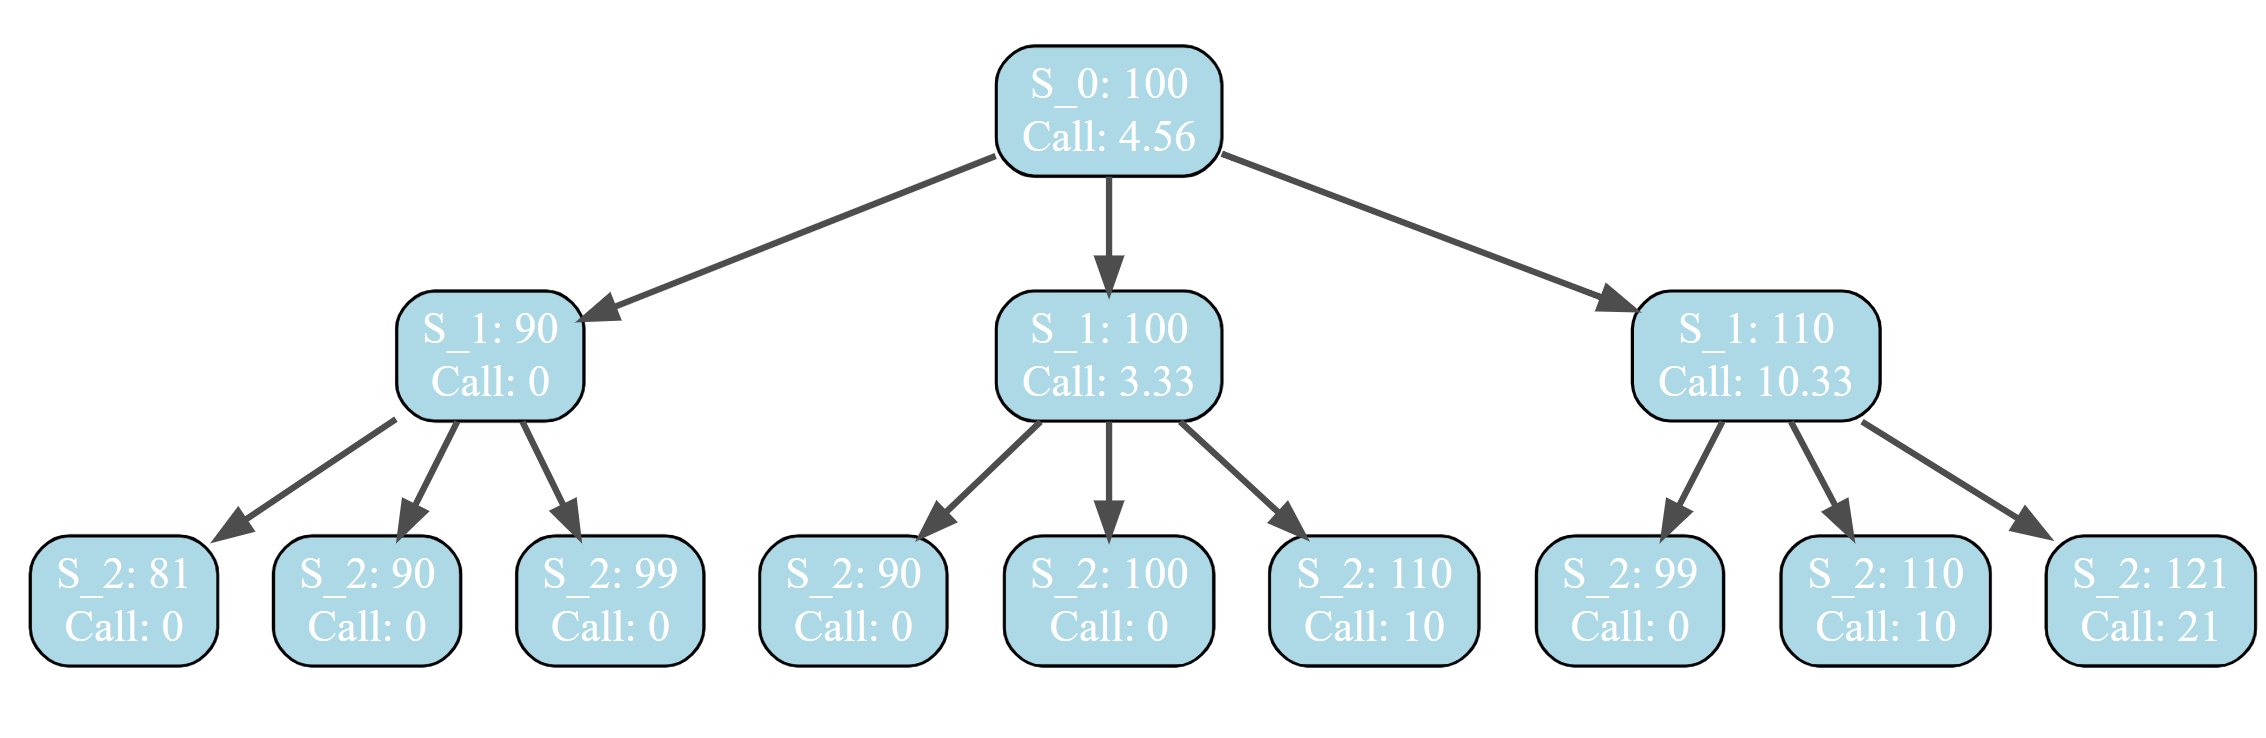 S_0: 100
Call: 4.56
S_1: 90
Call: 0
S_1: 100
Call: 3.33
S_1: 110
Call: 10.33
S_2: 81
Call: 0
S_2: 90
Call: 0
S_2: 99
Call: 0
S_2: 90
Call: 0
S_2: 100
Call: 0
S_2: 110
Call: 10
S_2: 99
Call: 0
S_2: 110
Call: 10
S_2: 121
Call: 21